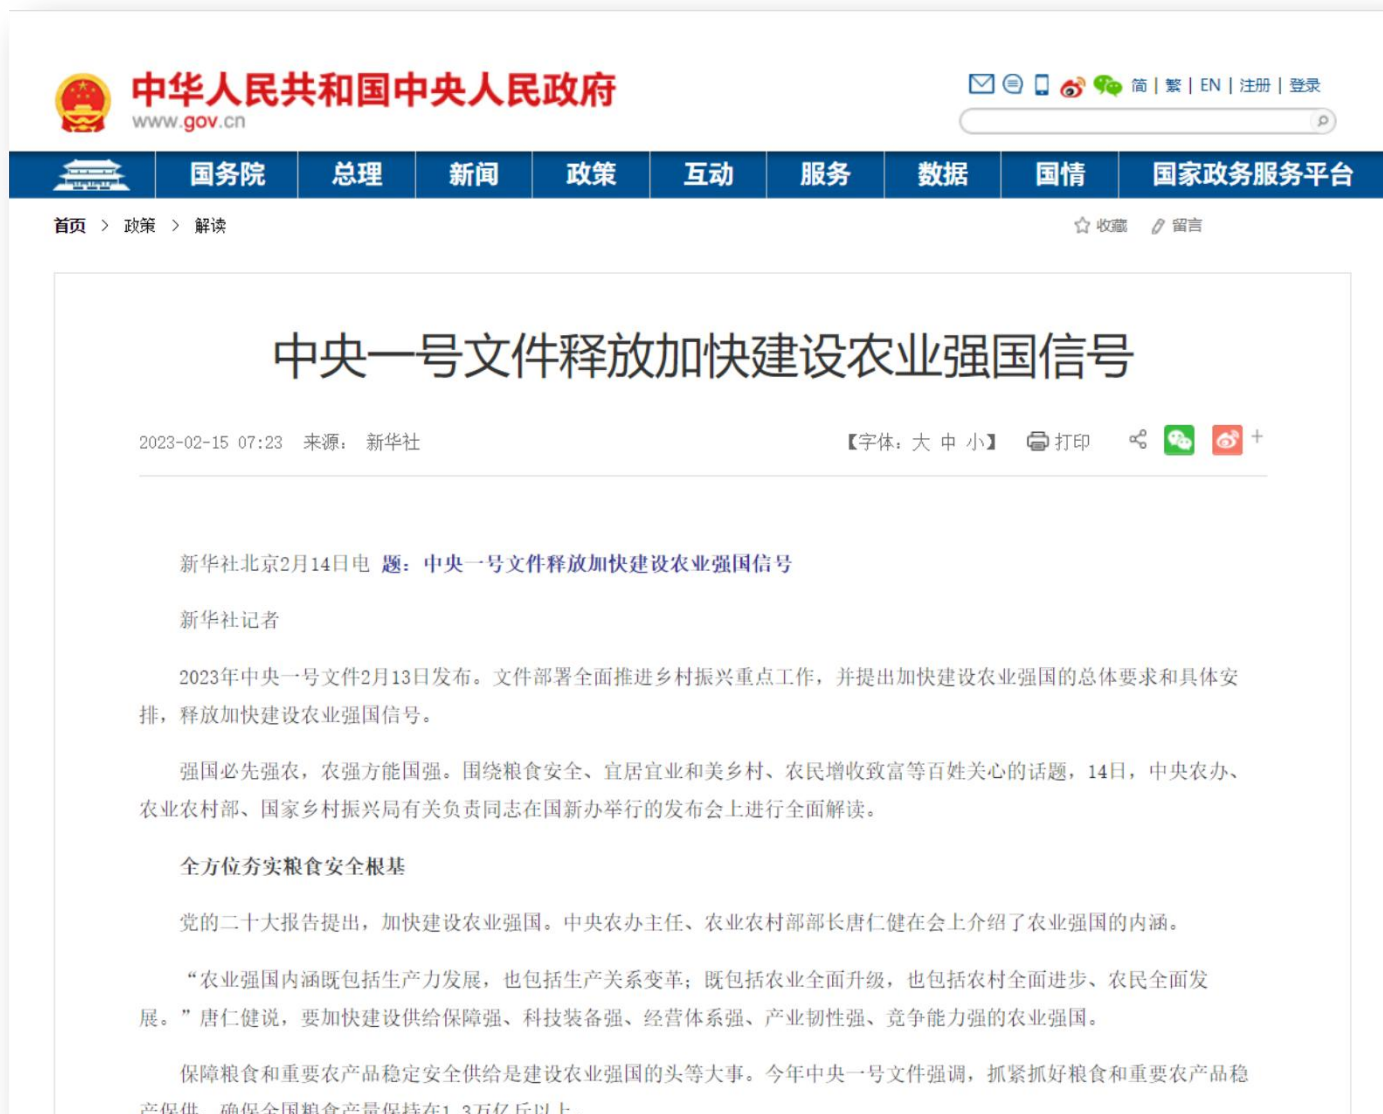 中华人民共和国中央人民政府
www.gov.cn
简 | 繁 | EN | 注册 | 登录
国务院 总理 新闻 政策 互动 服务 数据 国情 国家政务服务平台
首页 > 政策 > 解读 收藏 留言
中央一号文件释放加快建设农业强国信号
2023-02-15 07:23 来源： 新华社 【字体：大 中 小】 打印 +
新华社北京2月14日电 题：中央一号文件释放加快建设农业强国信号
新华社记者
2023年中央一号文件2月13日发布。文件部署全面推进乡村振兴重点工作，并提出加快建设农业强国的总体要求和具体安
排，释放加快建设农业强国信号。
强国必先强农，农强方能国强。围绕粮食安全、宜居宜业和美乡村、农民增收致富等百姓关心的话题，14日，中央农办、
农业农村部、国家乡村振兴局有关负责同志在国新办举行的发布会上进行全面解读。
全方位夯实粮食安全根基
党的二十大报告提出，加快建设农业强国。中央农办主任、农业农村部部长唐仁健在会上介绍了农业强国的内涵。
“农业强国内涵既包括生产力发展，也包括生产关系变革；既包括农业全面升级，也包括农村全面进步、农民全面发
展。”唐仁健说，要加快建设供给保障强、科技装备强、经营体系强、产业韧性强、竞争能力强的农业强国。
保障粮食和重要农产品稳定安全供给是建设农业强国的头等大事。今年中央一号文件强调，抓紧抓好粮食和重要农产品稳
产保供，确保全国粮食产量保持在1.3万亿斤以上。